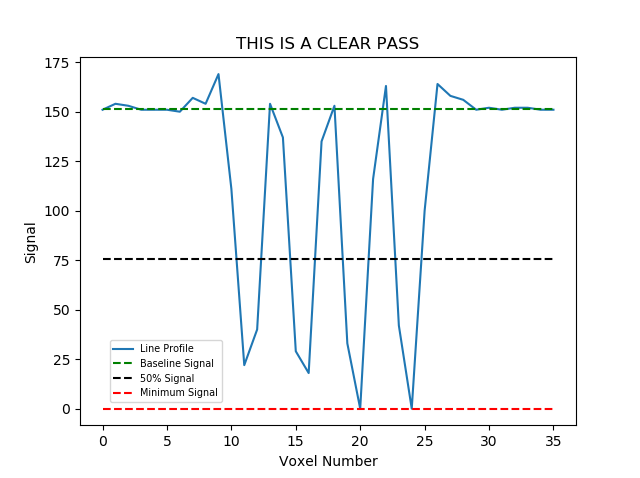 THIS IS A CLEAR PASS
175
150
125
100
75
50
25
0
Signal
Line Profile
Baseline Signal
50% Signal
Minimum Signal
0 5 10 15 20 25 30 35
Voxel Number